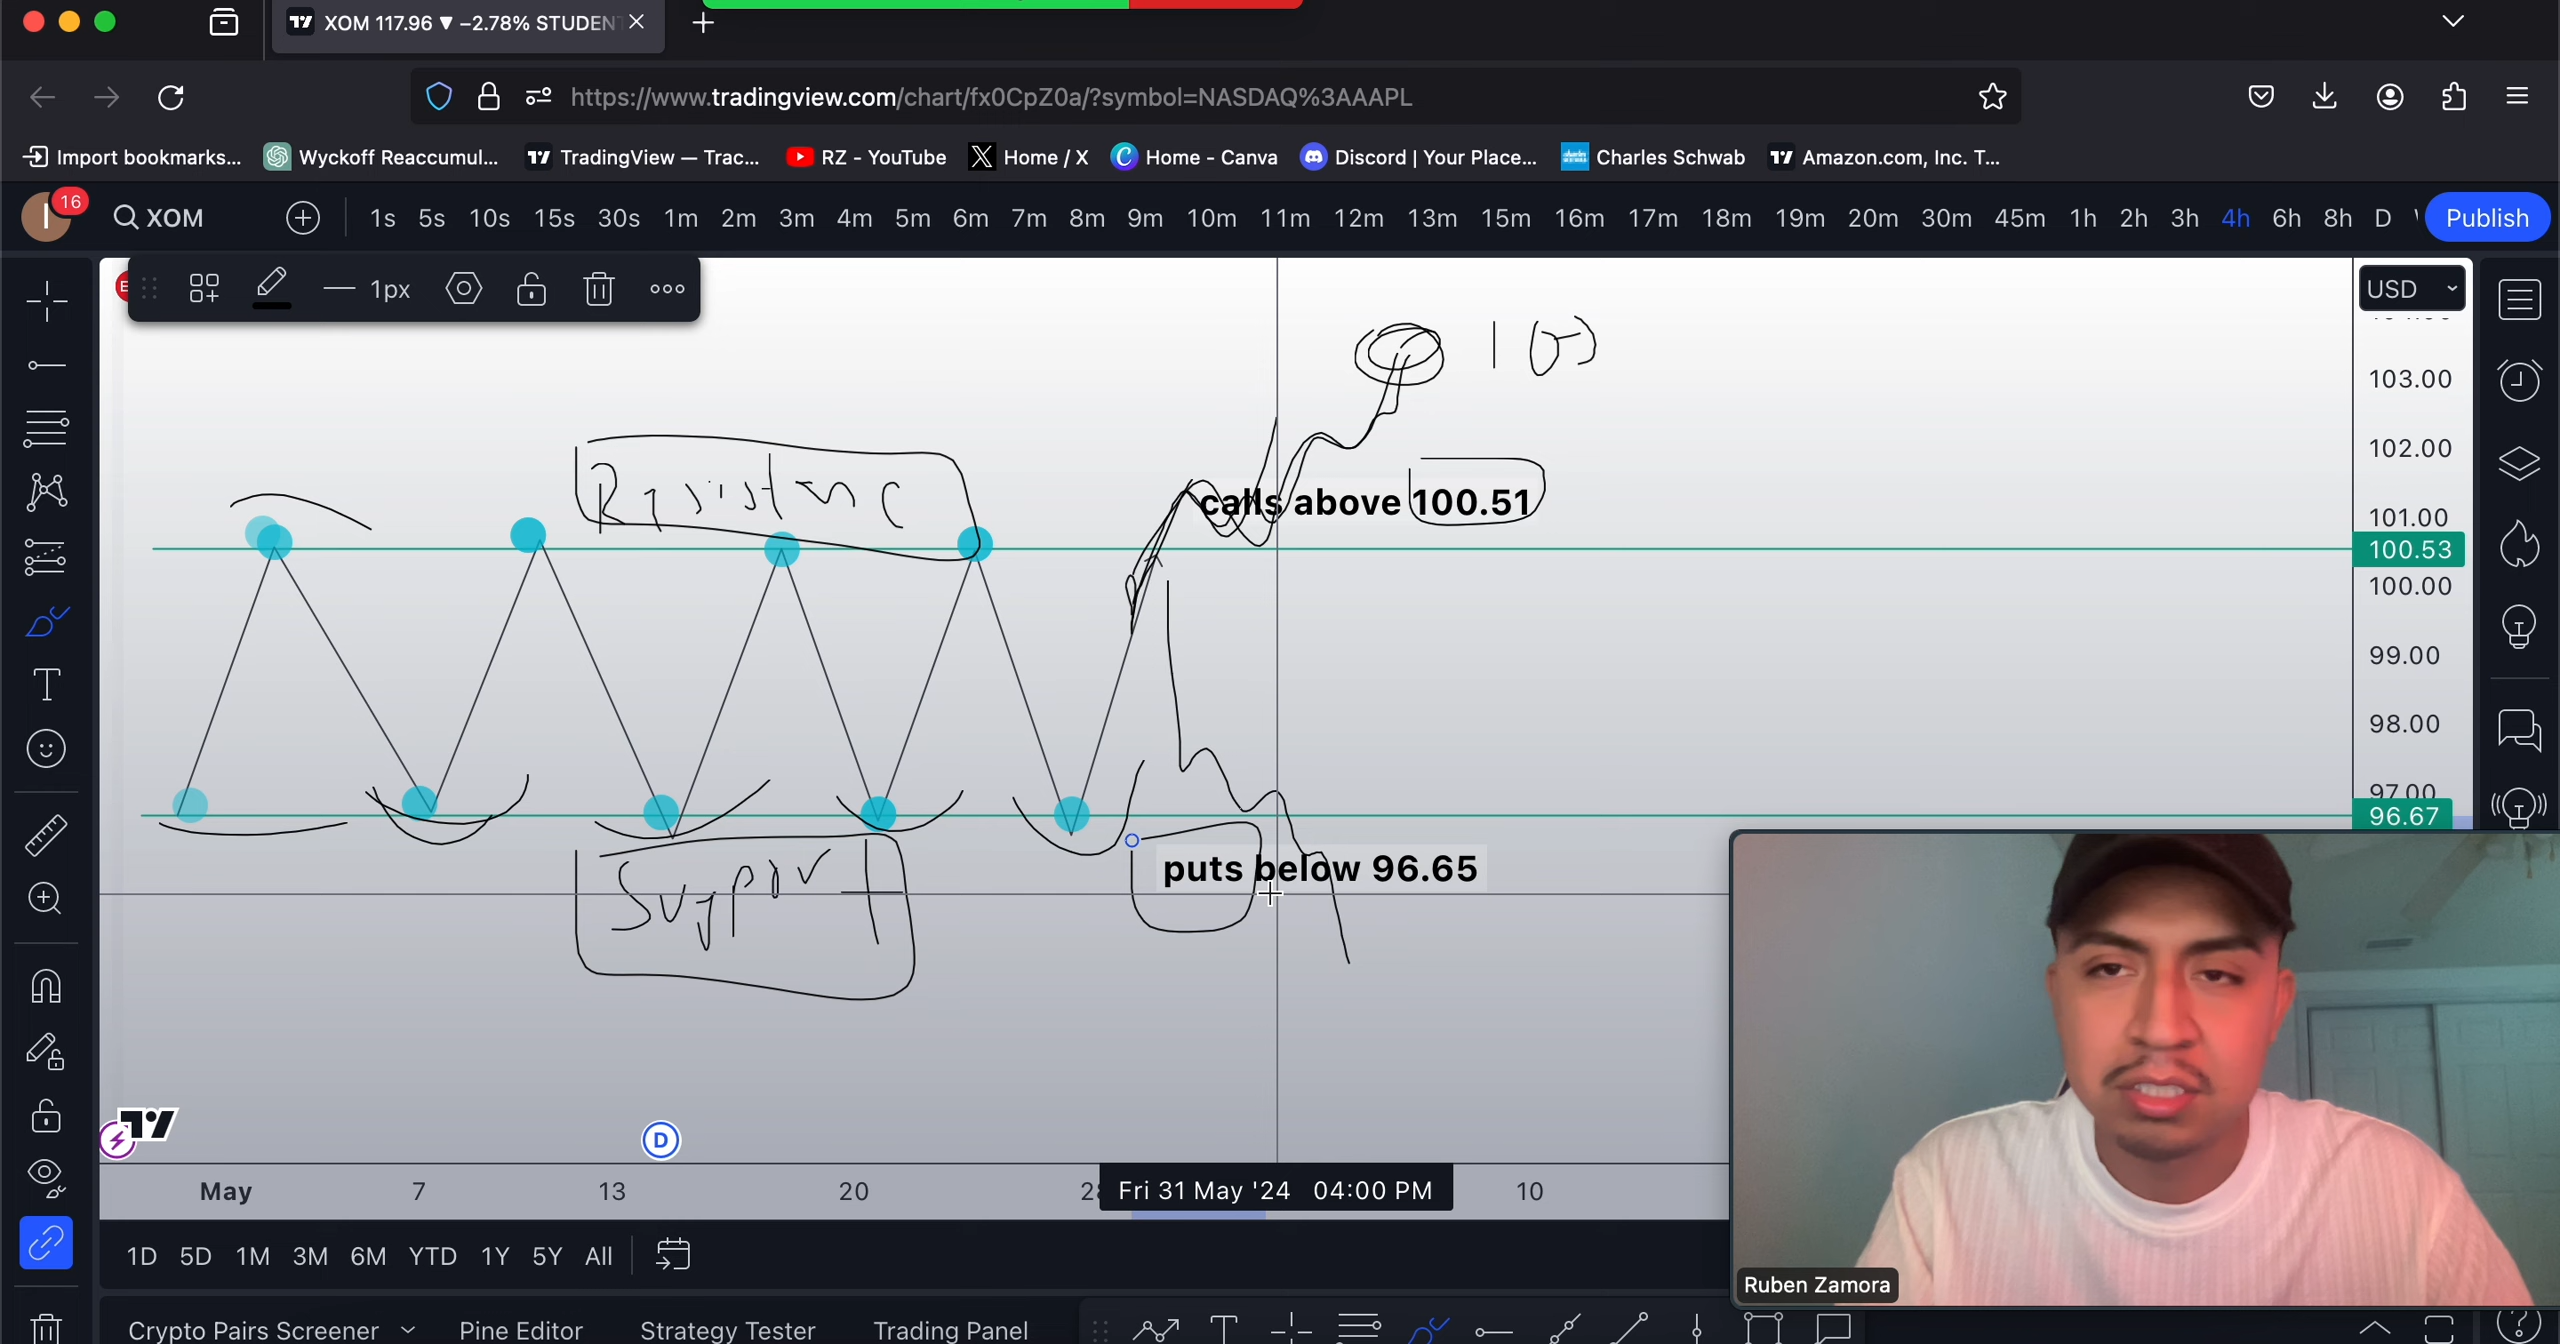 XOM 117.96 ▼ −2.78% STUDEN
https://www.tradingview.com/chart/fx0CpZ0a/?symbol=NASDAQ%3AAAPL
Import bookmarks... Wyckoff Reaccumul... TradingView — Trac... RZ - YouTube Home / X Home - Canva Discord | Your Place... Charles Schwab Amazon.com, Inc. T...
I 16 XOM 1s 5s 10s 15s 30s 1m 2m 3m 4m 5m 6m 7m 8m 9m 10m 11m 12m 13m 15m 16m 17m 18m 19m 20m 30m 45m 1h 2h 3h 4h 6h 8h D Publish
E 1px USD
103.00
102.00
Resistanc
calls above 100.51
101.00
100.53
100.00
99.00
98.00
97.00
96.67
Support
puts below 96.65
D
May 7 13 20 28 Fri 31 May '24 04:00 PM 10
1D 5D 1M 3M 6M YTD 1Y 5Y All
Ruben Zamora
Crypto Pairs Screener Pine Editor Strategy Tester Trading Panel